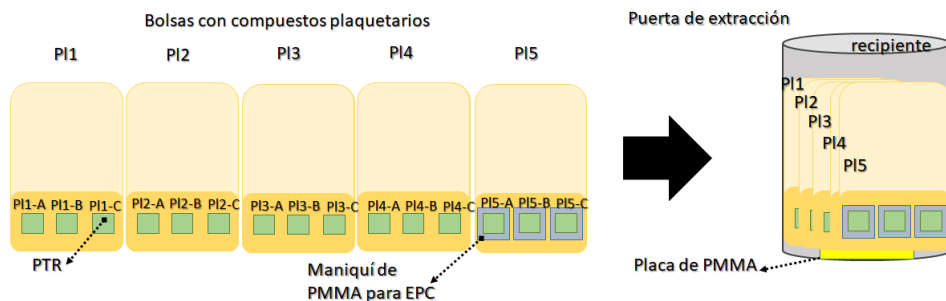 Bolsas con compuestos plaquetarios
Puerta de extracción
Pl1 Pl2 Pl3 Pl4 Pl5
recipiente
Pl1
Pl2
Pl3
Pl4
Pl5
Pl1-A Pl1-B Pl1-C Pl2-A Pl2-B Pl2-C Pl3-A Pl3-B Pl3-C Pl4-A Pl4-B Pl4-C Pl5-A Pl5-B Pl5-C
PTR
Maniquí de
PMMA para EPC
Placa de PMMA